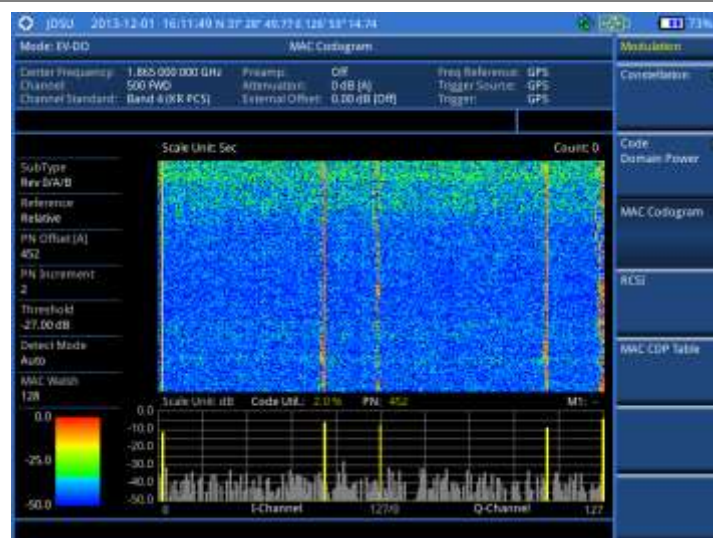 JDSU 2013-12-01 16:11:49 73%
Mode: EV-DO MAC Codogram Modulation
Center Frequency: 1.865 000 000 GHz Preamp: Off Freq Reference: GPS
Channel: 500 FWD Attenuation: 0 dB [A] Trigger Source: GPS
Channel Standard: Band 4 (KR PCS) External Offset: 0.00 dB [Off] Trigger: GPS
Constellation
Scale Unit: Sec Count: 0
SubType
Rev 0/A/B
Reference
Relative
PN Offset [A]
452
PN Increment
2
Threshold
-27.00 dB
Detect Mode
Auto
MAC Walsh
128
Code
Domain Power
MAC Codogram
RCSI
MAC CDP Table
Scale Unit: dB Code Util.: 2.0 % PN: 452 M1: -
0.0
-25.0
-50.0
0.0
-10.0
-20.0
-30.0
-40.0
-50.0
0 I-Channel 127/0 Q-Channel 127